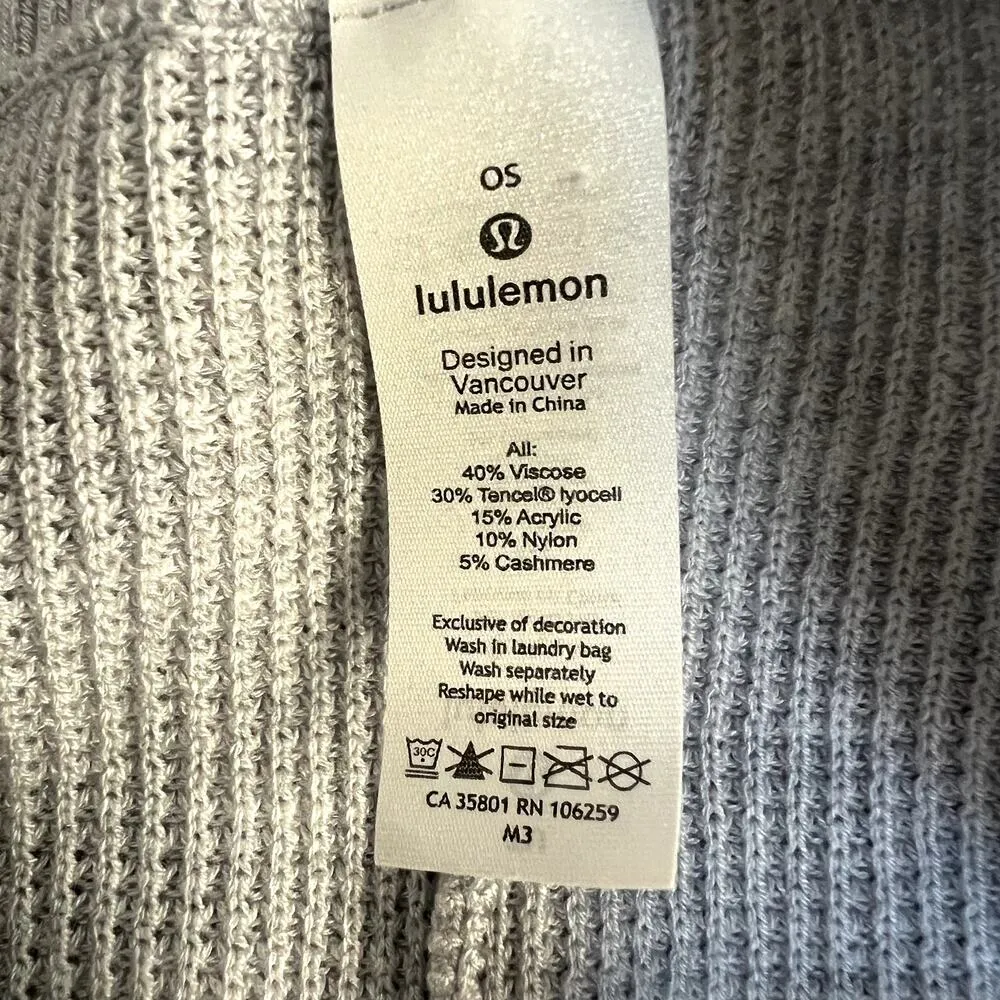 OS
lululemon
Designed in
Vancouver
Made in China
All:
40% Viscose
30% Tencel® lyocell
15% Acrylic
10% Nylon
5% Cashmere
Exclusive of decoration
Wash in laundry bag
Wash separately
Reshape while wet to
original size
30C
CA 35801 RN 106259
M3